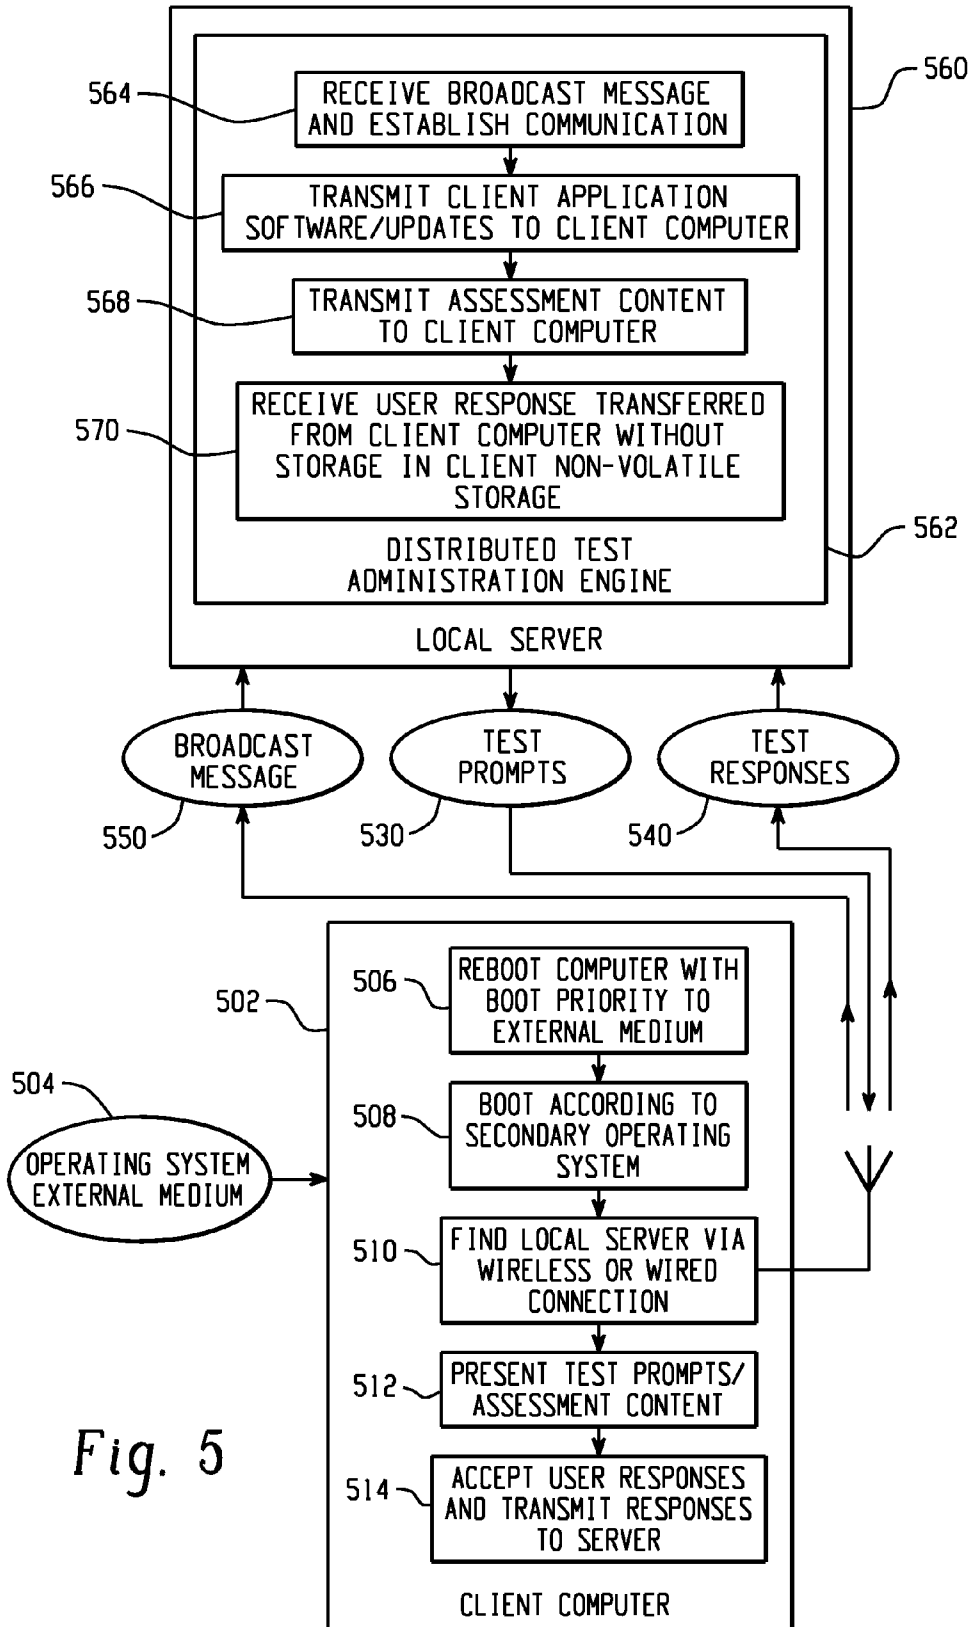 560
564
RECEIVE BROADCAST MESSAGE
AND ESTABLISH COMMUNICATION
566
TRANSMIT CLIENT APPLICATION
SOFTWARE/UPDATES TO CLIENT COMPUTER
568
TRANSMIT ASSESSMENT CONTENT
TO CLIENT COMPUTER
570
RECEIVE USER RESPONSE TRANSFERRED
FROM CLIENT COMPUTER WITHOUT
STORAGE IN CLIENT NON-VOLATILE
STORAGE
562
DISTRIBUTED TEST
ADMINISTRATION ENGINE
LOCAL SERVER
BROADCAST
MESSAGE
550
TEST
PROMPTS
530
TEST
RESPONSES
540
502
506
REBOOT COMPUTER WITH
BOOT PRIORITY TO
EXTERNAL MEDIUM
504
OPERATING SYSTEM
EXTERNAL MEDIUM
508
BOOT ACCORDING TO
SECONDARY OPERATING
SYSTEM
510
FIND LOCAL SERVER VIA
WIRELESS OR WIRED
CONNECTION
512
PRESENT TEST PROMPTS/
ASSESSMENT CONTENT
514
ACCEPT USER RESPONSES
AND TRANSMIT RESPONSES
TO SERVER
CLIENT COMPUTER
Fig. 5